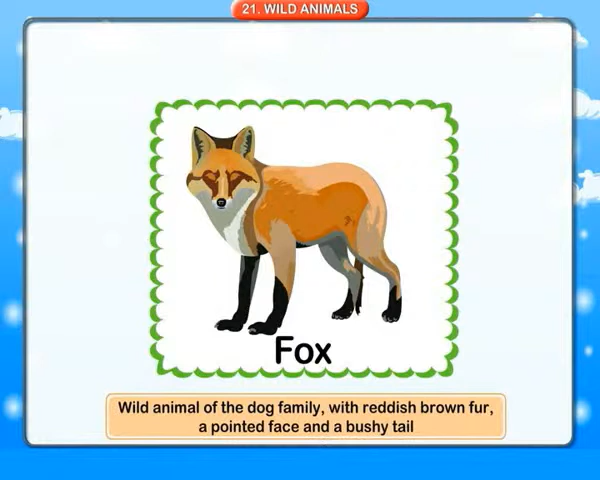 21. WILD ANIMALS
Fox
Wild animal of the dog family, with reddish brown fur,
a pointed face and a bushy tail